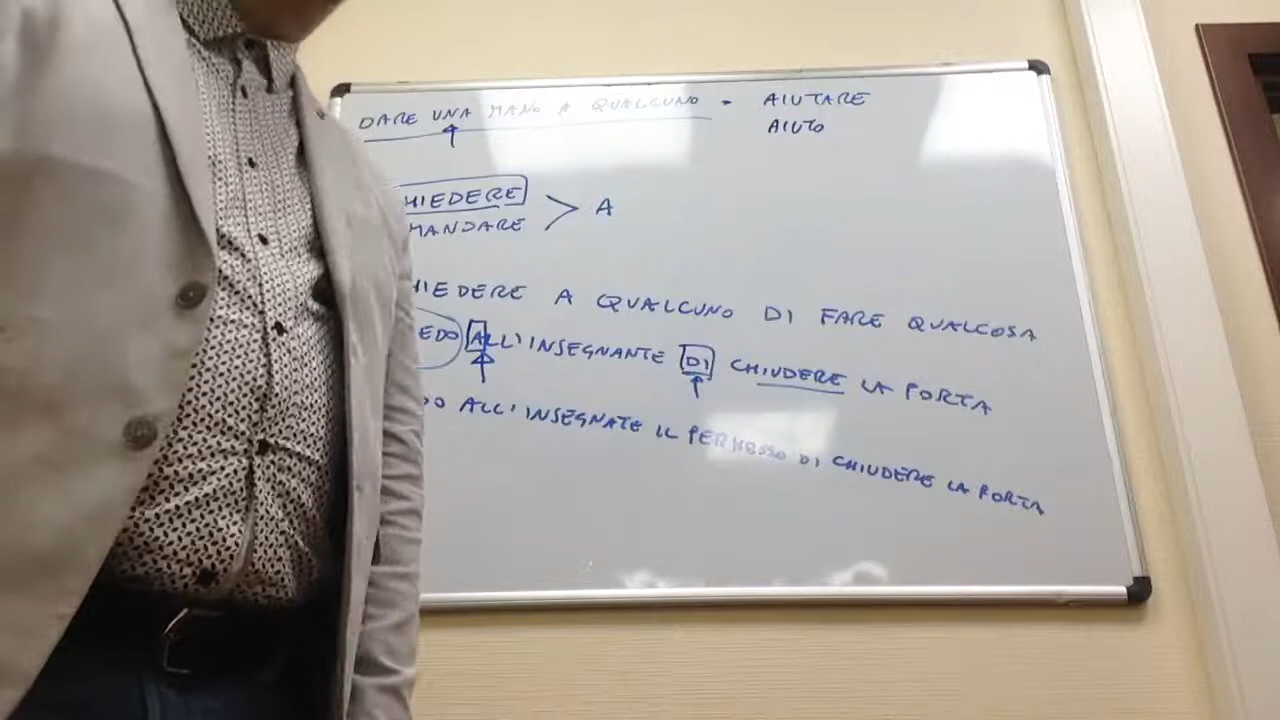 DARE UNA MANO A QUALCUNO = AIUTARE
AIUTO
HIEDERE
MANDARE > A
HIEDERE A QUALCUNO DI FARE QUALCOSA
EDO ALL'INSEGNANTE DI CHIUDERE LA PORTA
DO ALL'INSEGNATE IL PERMESSO DI CHIUDERE LA PORTA